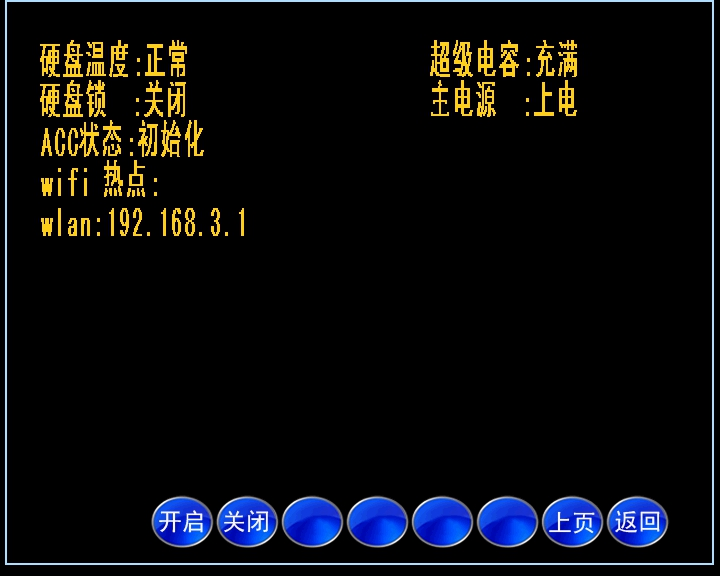 硬盘温度:正常 超级电容:充满
硬盘锁 :关闭 主电源 :上电
ACC状态:初始化
wifi 热点:
wlan:192.168.3.1
开启 关闭 上页 返回